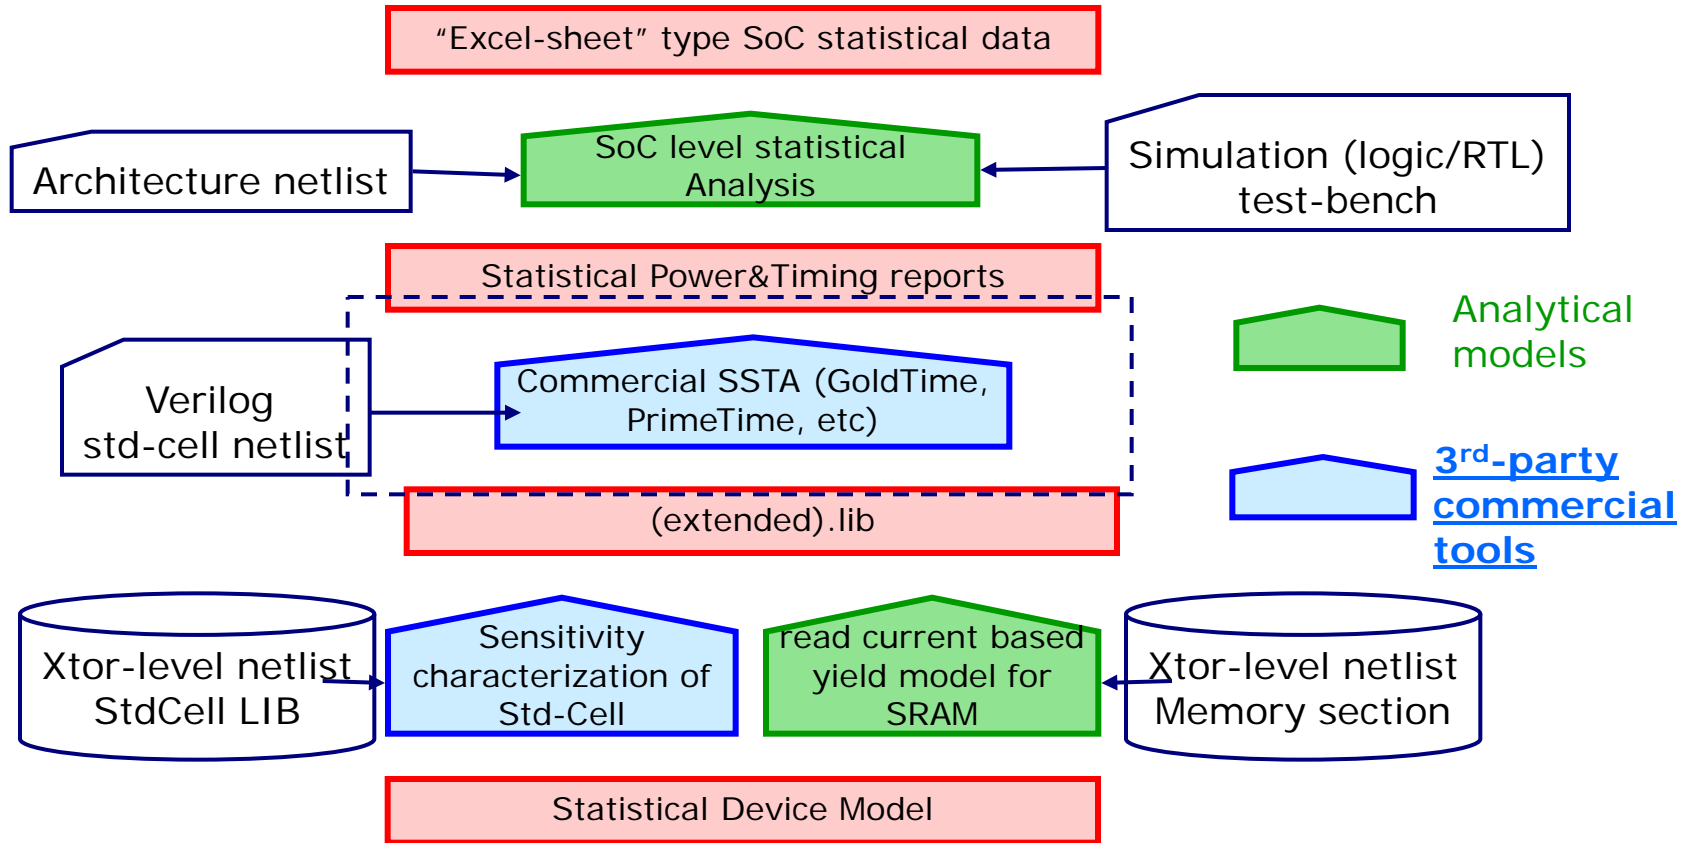 “Excel-sheet” type SoC statistical data
Architecture netlist
SoC level statistical
Analysis
Simulation (logic/RTL)
test-bench
Statistical Power&Timing reports
Verilog
std-cell netlist
Commercial SSTA (GoldTime,
PrimeTime, etc)
Analytical
models
3rd-party
commercial
tools
(extended).lib
Xtor-level netlist
StdCell LIB
Sensitivity
characterization of
Std-Cell
read current based
yield model for
SRAM
Xtor-level netlist
Memory section
Statistical Device Model